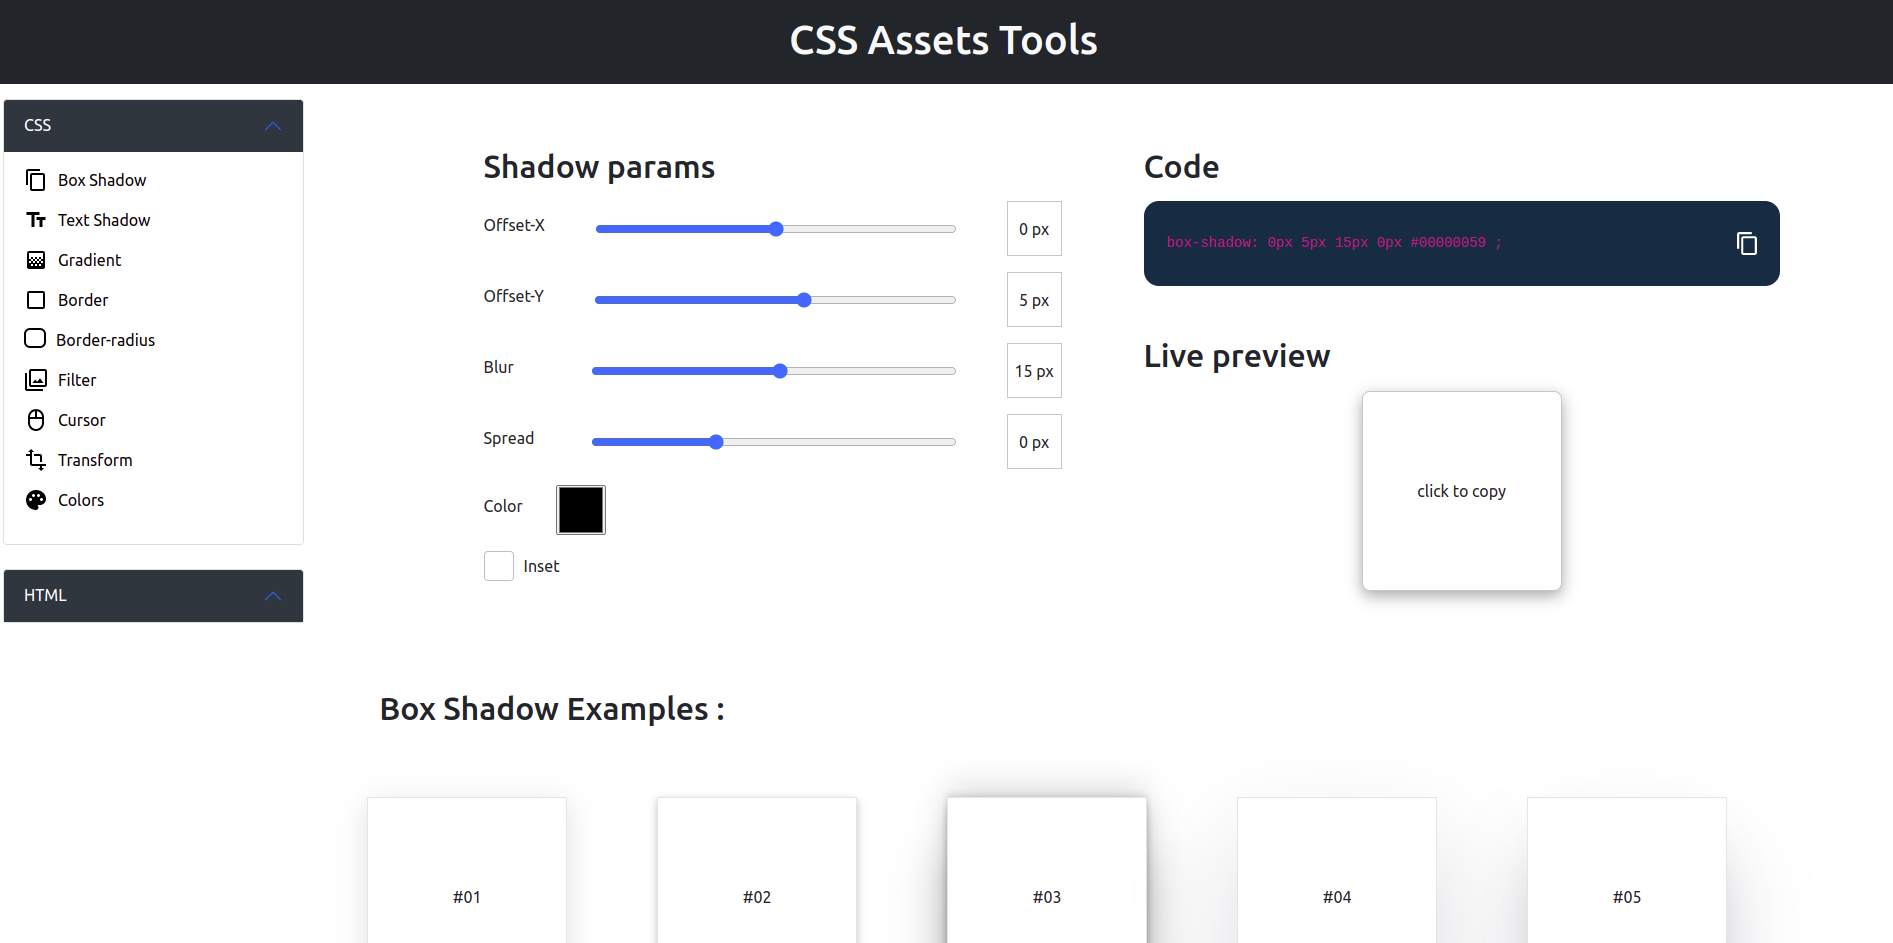 CSS Assets Tools
CSS
Box Shadow
Text Shadow
Gradient
Border
Border-radius
Filter
Cursor
Transform
Colors
HTML
Shadow params
Offset-X
0 px
Offset-Y
5 px
Blur
15 px
Spread
0 px
Color
Inset
Code
box-shadow: 0px 5px 15px 0px #00000059 ;
Live preview
click to copy
Box Shadow Examples :
#01
#02
#03
#04
#05